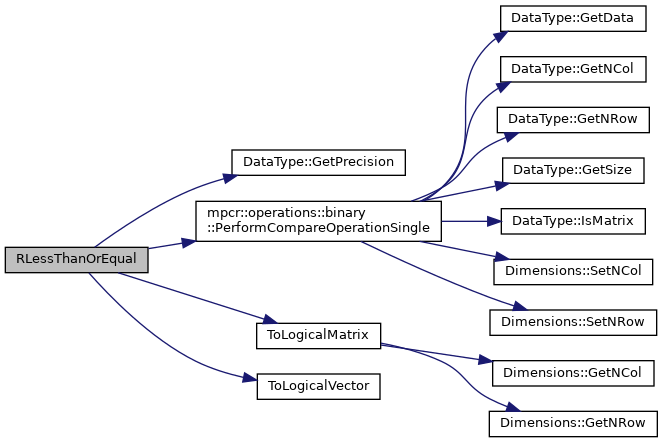 DataType::GetData
DataType::GetNCol
DataType::GetNRow
DataType::GetPrecision
DataType::GetSize
mpcr::operations::binary
::PerformCompareOperationSingle
DataType::IsMatrix
RLessThanOrEqual
Dimensions::SetNCol
Dimensions::SetNRow
ToLogicalMatrix
Dimensions::GetNCol
ToLogicalVector
Dimensions::GetNRow